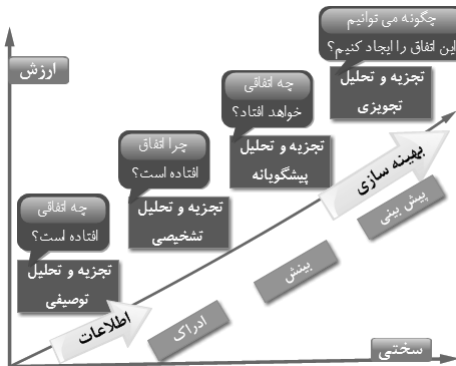 چگونه می توانیم
این اتفاق را ایجاد کنیم؟
تجزیه و تحلیل
تجویزی
ارزش
چه اتفاقی
خواهد افتاد؟
تجزیه و تحلیل
پیشگویانه
چرا اتفاق
افتاده است؟
تجزیه و تحلیل
تشخیصی
چه اتفاقی
افتاده است؟
تجزیه و تحلیل
توصیفی
بهینه سازی
پیش بینی
بینش
ادراک
اطلاعات
سختی